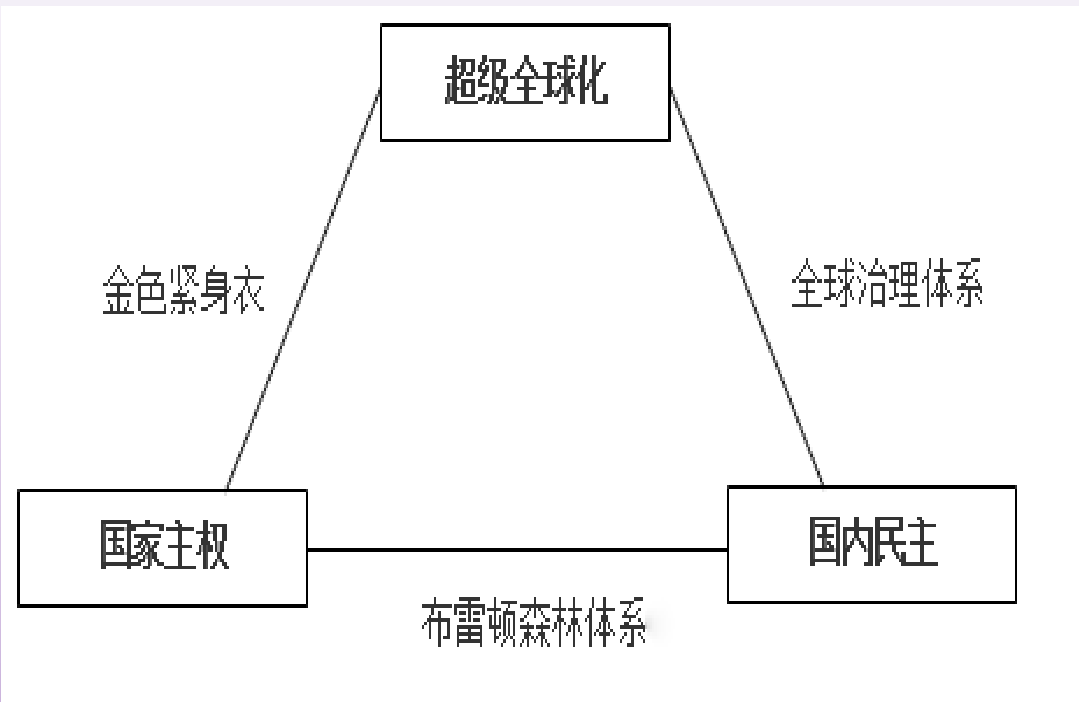 超级全球化
金色紧身衣
全球治理体系
国家主权
国内民主
布雷顿森林体系